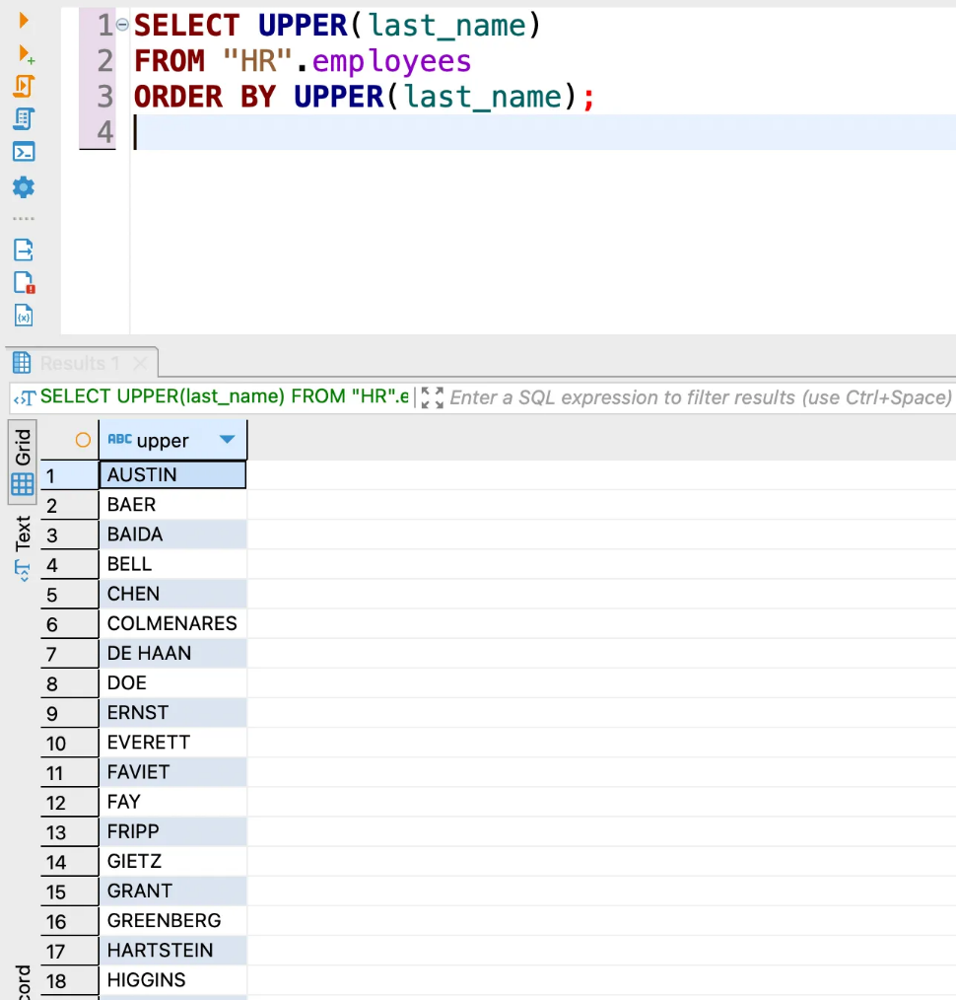 1 SELECT UPPER(last_name)
2 FROM "HR".employees
3 ORDER BY UPPER(last_name);
4
Results 1
SELECT UPPER(last_name) FROM "HR".e Enter a SQL expression to filter results (use Ctrl+Space)
Grid
Text
cord
ABC upper
1 AUSTIN
2 BAER
3 BAIDA
4 BELL
5 CHEN
6 COLMENARES
7 DE HAAN
8 DOE
9 ERNST
10 EVERETT
11 FAVIET
12 FAY
13 FRIPP
14 GIETZ
15 GRANT
16 GREENBERG
17 HARTSTEIN
18 HIGGINS